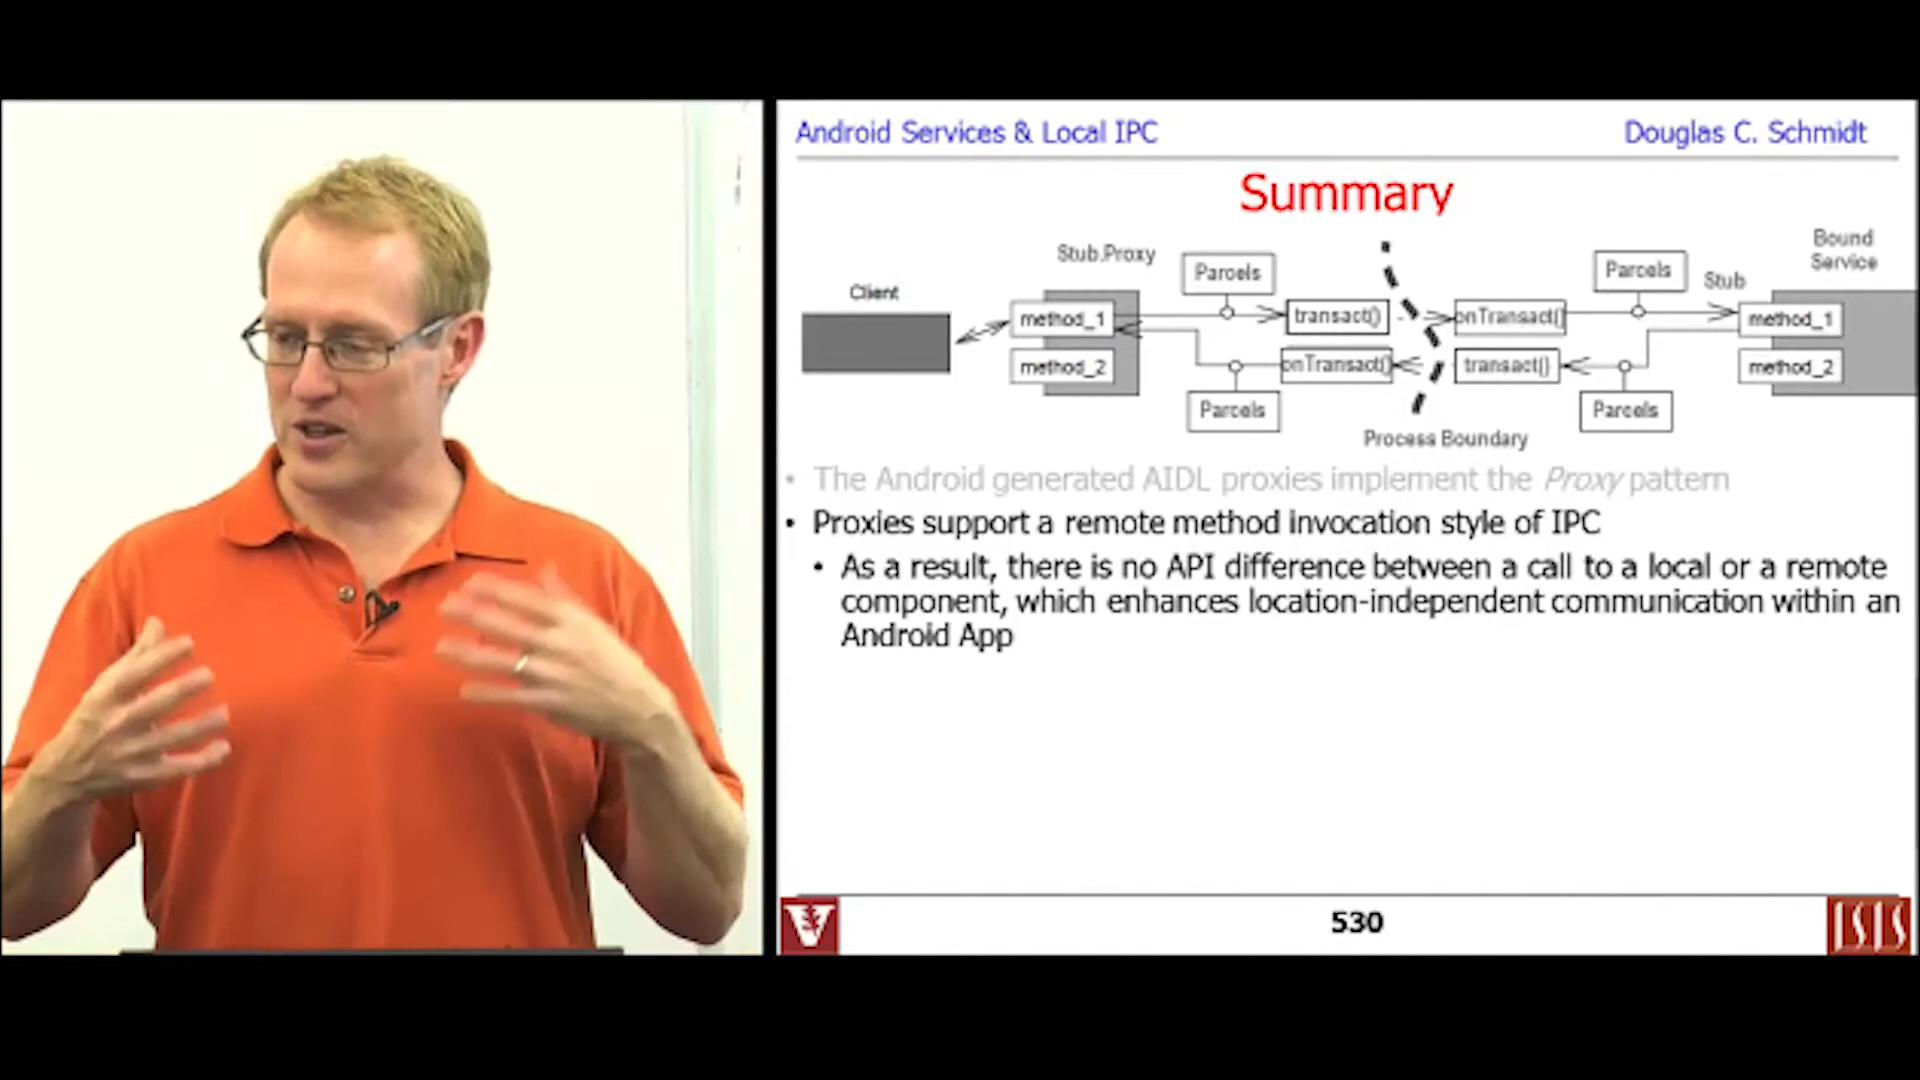 Android Services & Local IPC
Douglas C. Schmidt
Summary
Client
Stub.Proxy
method_1
method_2
Parcels
transact()
onTransact()
Parcels
Process Boundary
onTransact()
transact()
Parcels
Parcels
Stub
Bound
Service
method_1
method_2
• The Android generated AIDL proxies implement the Proxy pattern
• Proxies support a remote method invocation style of IPC
• As a result, there is no API difference between a call to a local or a remote
component, which enhances location-independent communication within an
Android App
V
530
ISIS